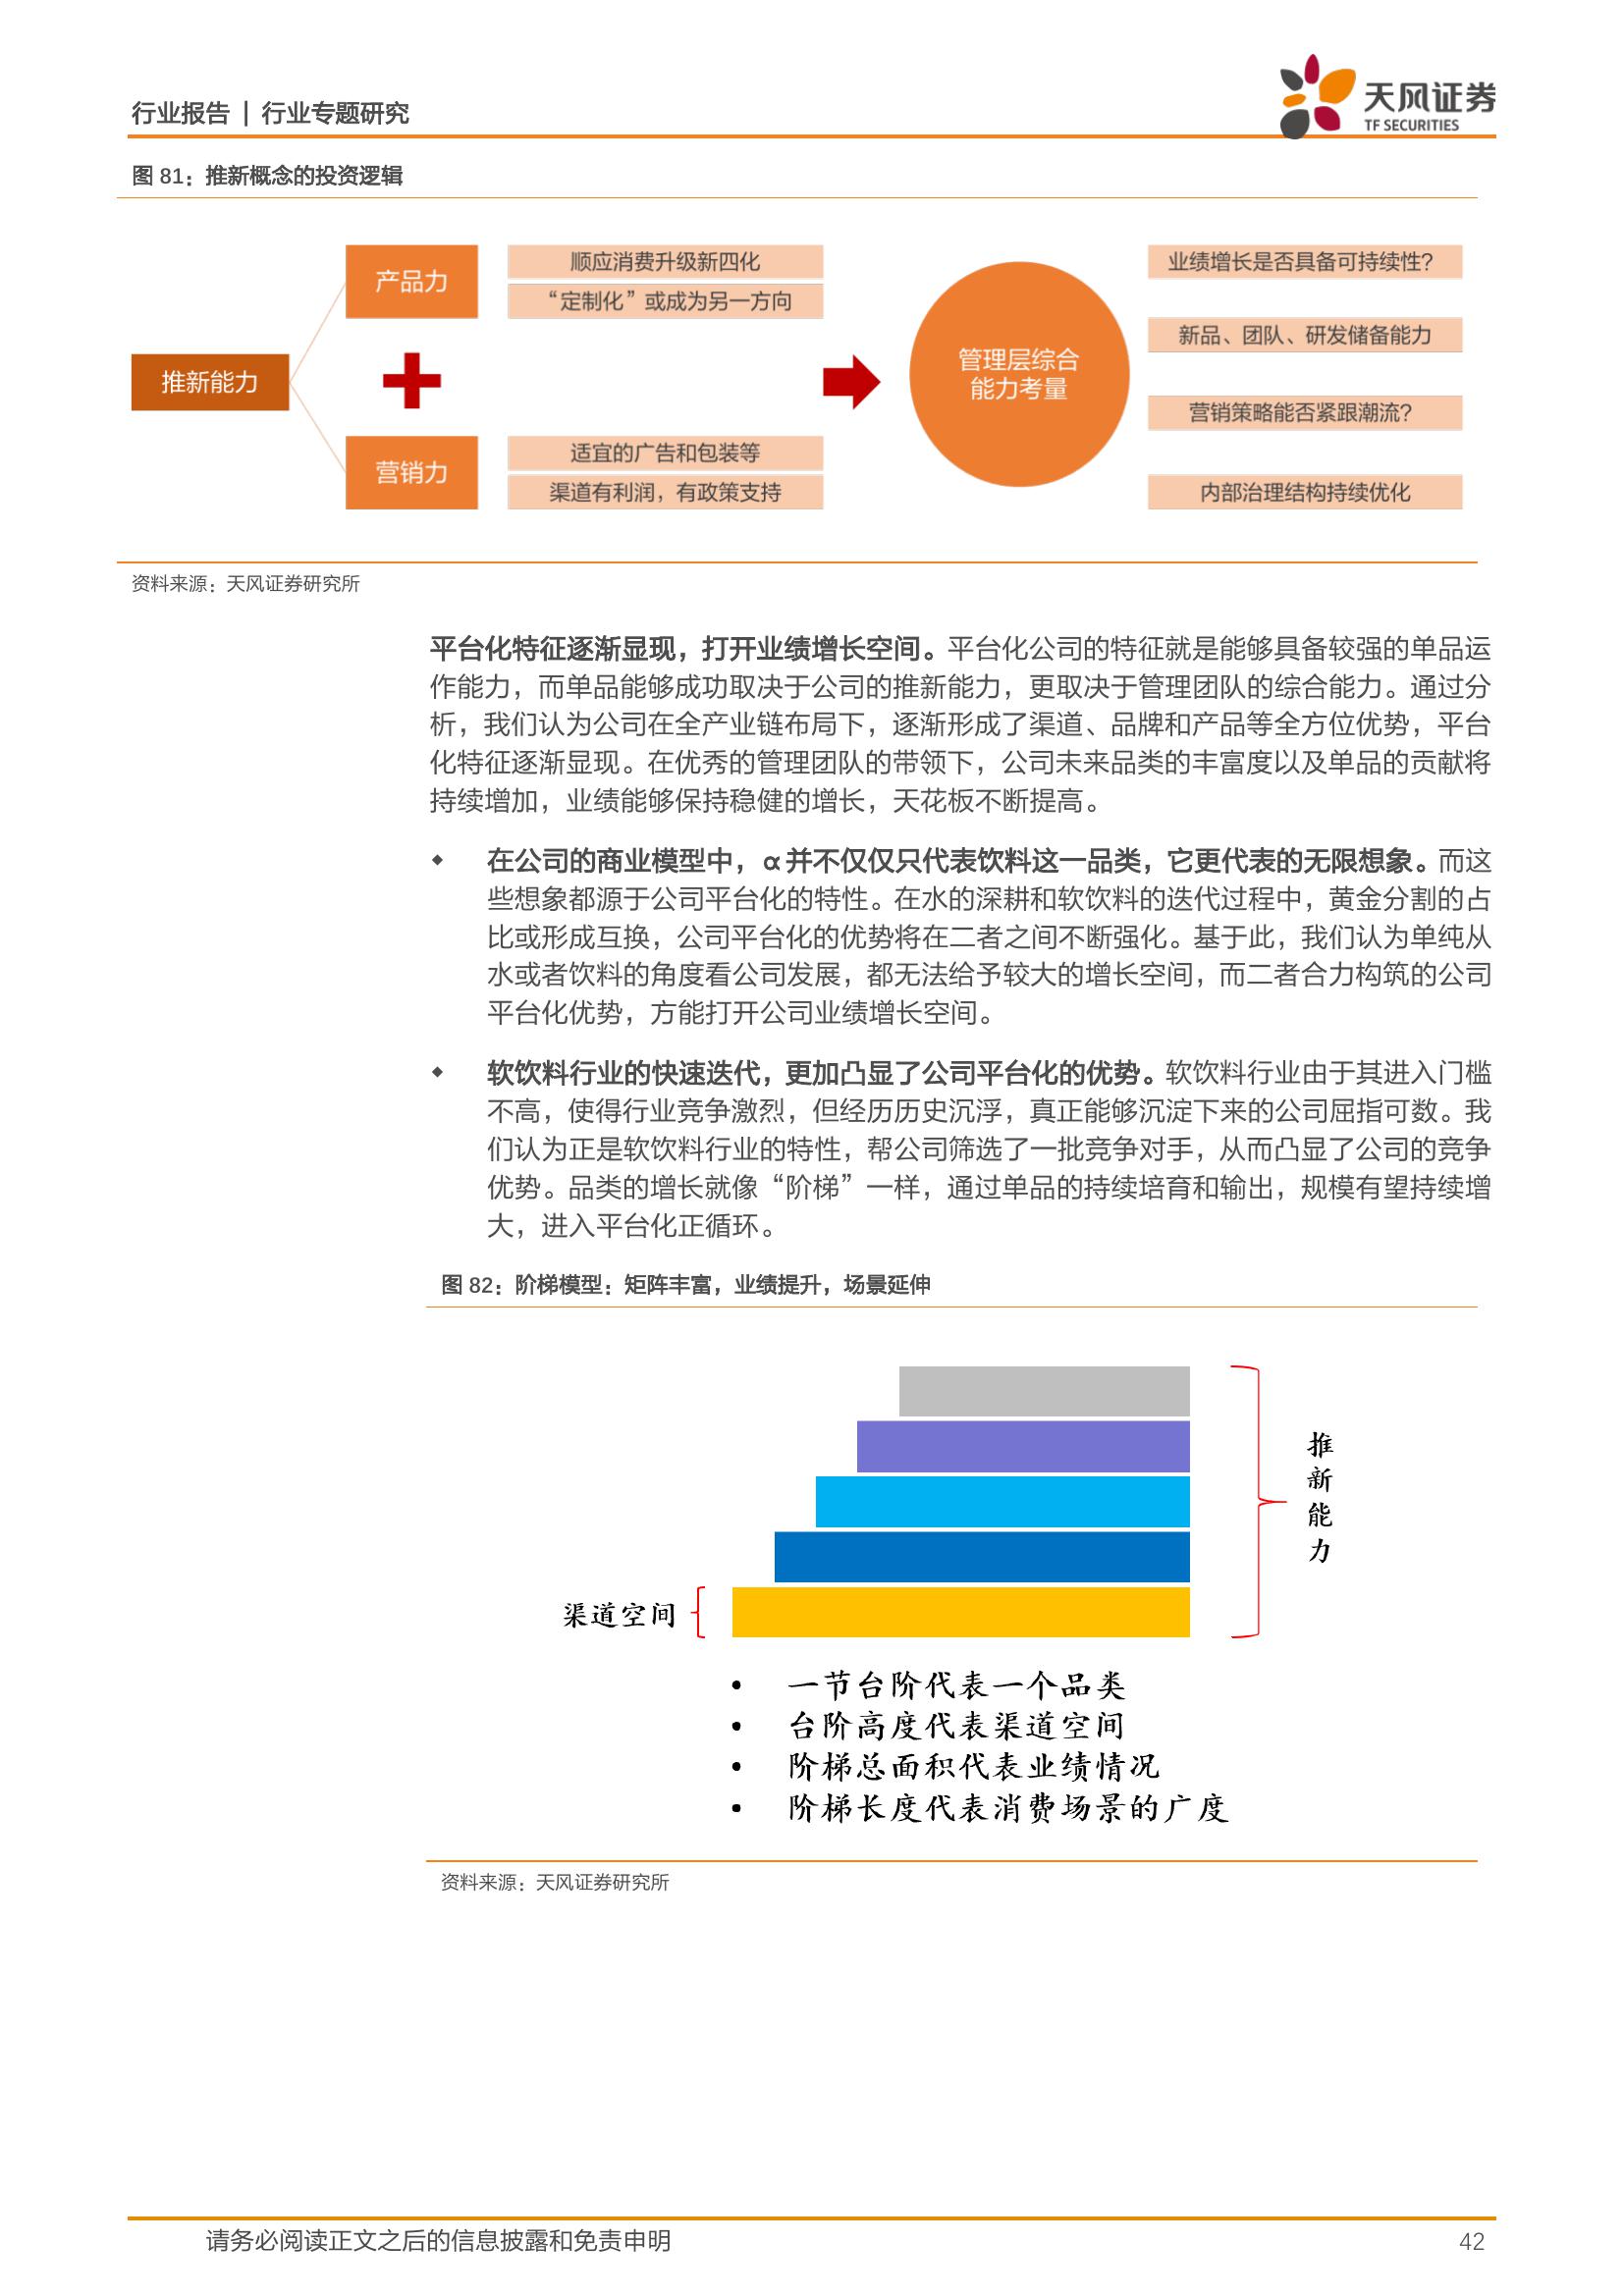 行业报告 | 行业专题研究
天风证券
TF SECURITIES
图 81：推新概念的投资逻辑
推新能力
产品力
顺应消费升级新四化
“定制化”或成为另一方向
营销力
适宜的广告和包装等
渠道有利润，有政策支持
管理层综合
能力考量
业绩增长是否具备可持续性?
新品、团队、研发储备能力
营销策略能否紧跟潮流?
内部治理结构持续优化
资料来源：天风证券研究所
平台化特征逐渐显现，打开业绩增长空间。平台化公司的特征就是能够具备较强的单品运
作能力，而单品能够成功取决于公司的推新能力，更取决于管理团队的综合能力。通过分
析，我们认为公司在全产业链布局下，逐渐形成了渠道、品牌和产品等全方位优势，平台
化特征逐渐显现。在优秀的管理团队的带领下，公司未来品类的丰富度以及单品的贡献将
持续增加，业绩能够保持稳健的增长，天花板不断提高。
◆ 在公司的商业模型中，α并不仅仅只代表饮料这一品类，它更代表的无限想象。而这
些想象都源于公司平台化的特性。在水的深耕和软饮料的迭代过程中，黄金分割的占
比或形成互换，公司平台化的优势将在二者之间不断强化。基于此，我们认为单纯从
水或者饮料的角度看公司发展，都无法给予较大的增长空间，而二者合力构筑的公司
平台化优势，方能打开公司业绩增长空间。
◆ 软饮料行业的快速迭代，更加凸显了公司平台化的优势。软饮料行业由于其进入门槛
不高，使得行业竞争激烈，但经历历史沉浮，真正能够沉淀下来的公司屈指可数。我
们认为正是软饮料行业的特性，帮公司筛选了一批竞争对手，从而凸显了公司的竞争
优势。品类的增长就像“阶梯”一样，通过单品的持续培育和输出，规模有望持续增
大，进入平台化正循环。
图 82：阶梯模型：矩阵丰富，业绩提升，场景延伸
推
新
能
力
渠道空间
• 一节台阶代表一个品类
• 台阶高度代表渠道空间
• 阶梯总面积代表业绩情况
• 阶梯长度代表消费场景的广度
资料来源：天风证券研究所
请务必阅读正文之后的信息披露和免责申明
42